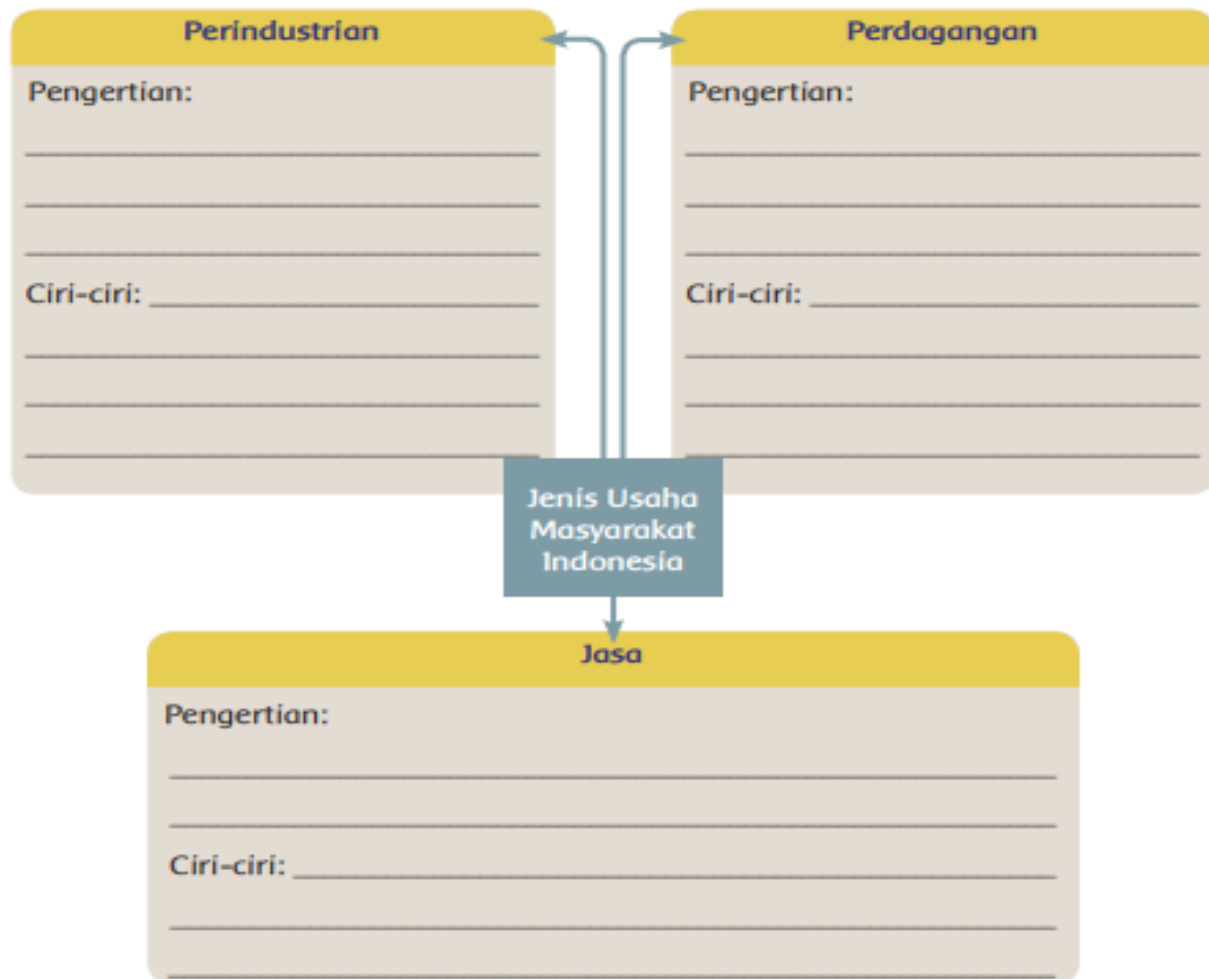 Perindustrian
Pengertian:
Ciri-ciri:
Perdagangan
Pengertian:
Ciri-ciri:
Jenis Usaha
Masyarakat
Indonesia
Jasa
Pengertian:
Ciri-ciri: